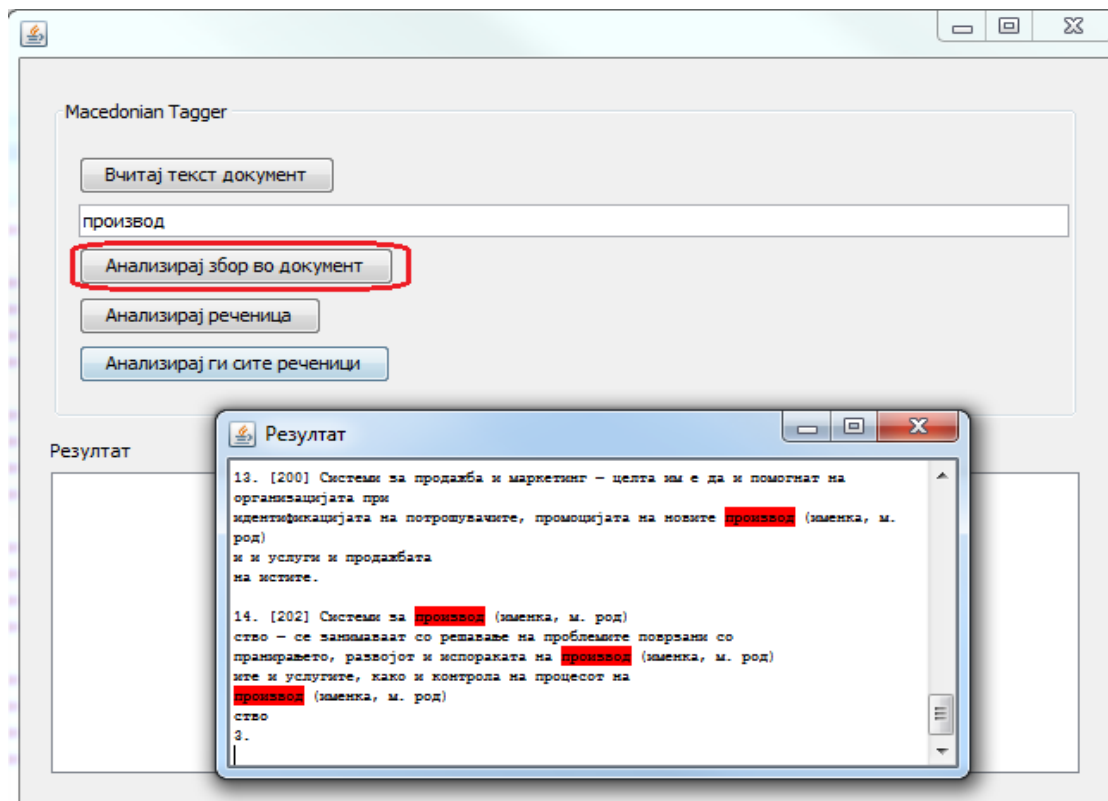 Macedonian Tagger
Вчитај текст документ
производ
Анализирај збор во документ
Анализирај реченица
Анализирај ги сите реченици
Резултат
Резултат
13. [200] Системи за продажба и маркетинг – целта им е да и помогнат на
организацијата при
идентификацијата на потрошувачите, промоцијата на новите производ (именка, м.
род)
и и услуги и продажбата
на истите.
14. [202] Системи за производ (именка, м. род)
ство – се занимаваат со решавање на проблемите поврзани со
пранирањето, развојот и испораката на производ (именка, м. род)
ите и услугите, како и контрола на процесот на
производ (именка, м. род)
ство
3.